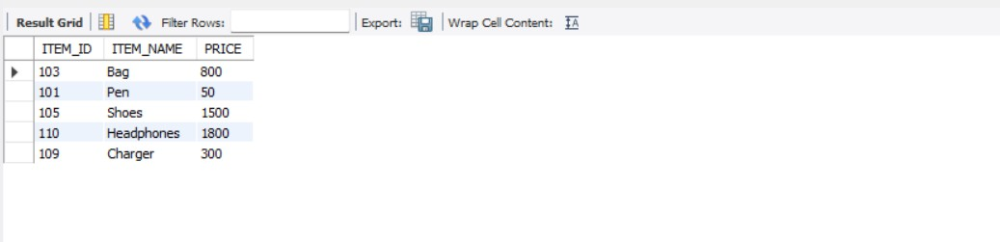 Result Grid Filter Rows: Export: Wrap Cell Content: IA
ITEM_ID ITEM_NAME PRICE
103 Bag 800
101 Pen 50
105 Shoes 1500
110 Headphones 1800
109 Charger 300